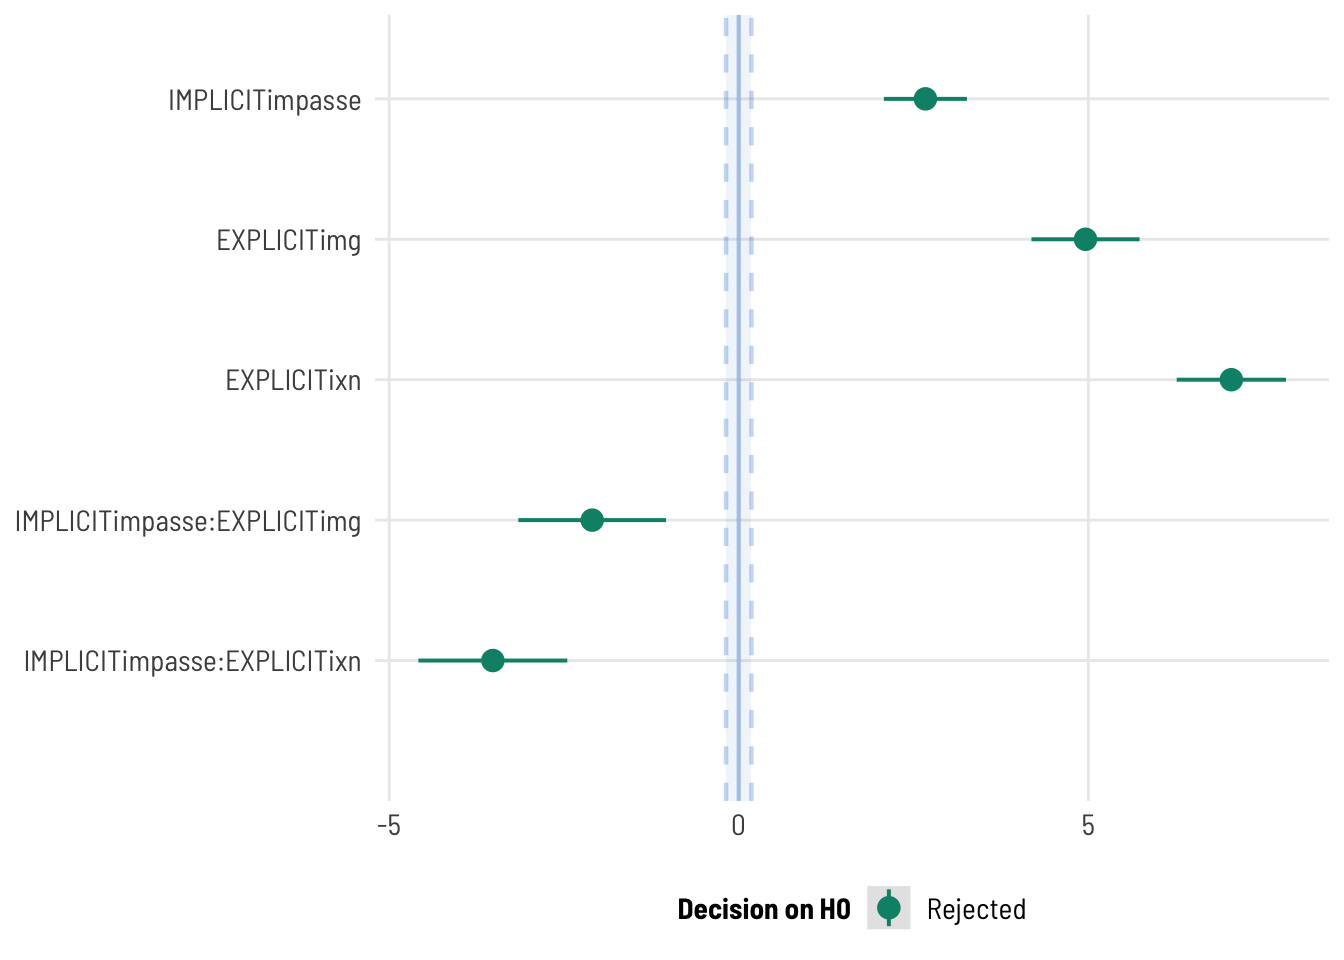 IMPLICITimpasse
EXPLICITimg
EXPLICITixn
IMPLICITimpasse:EXPLICITimg
IMPLICITimpasse:EXPLICITixn
-5 0 5
Decision on H0 Rejected